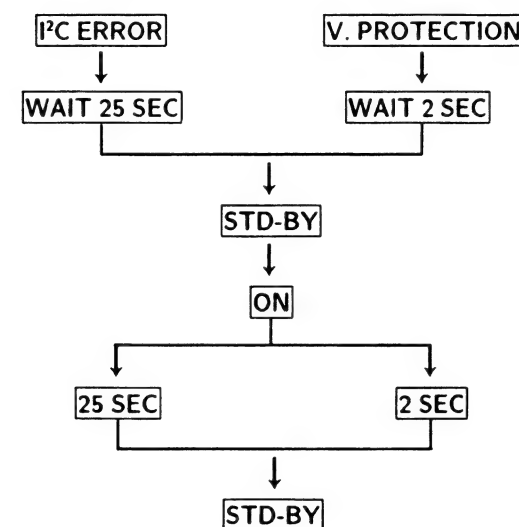 I²C ERROR
V. PROTECTION
WAIT 25 SEC
WAIT 2 SEC
STD-BY
ON
25 SEC
2 SEC
STD-BY